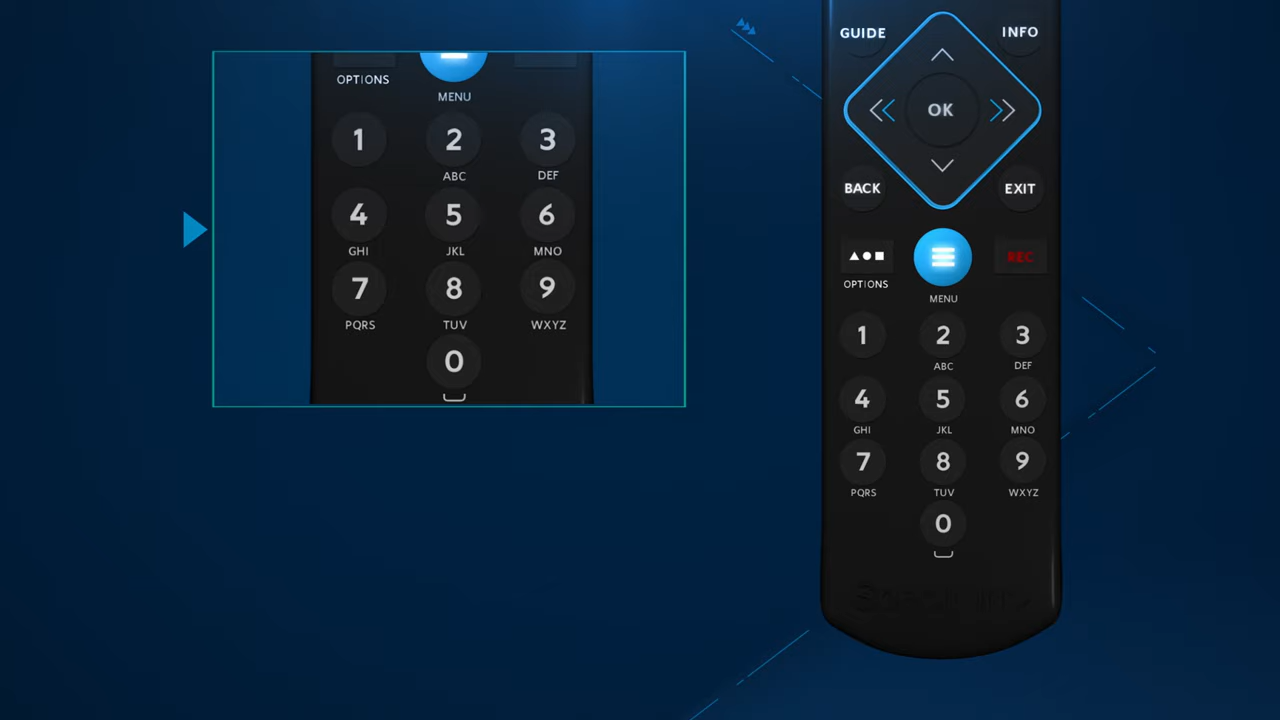 OPTIONS
MENU
1 2 3
ABC DEF
4 5 6
GHI JKL MNO
7 8 9
PQRS TUV WXYZ
0
GUIDE INFO
OK
BACK EXIT
REC
OPTIONS
MENU
1 2 3
ABC DEF
4 5 6
GHI JKL MNO
7 8 9
PQRS TUV WXYZ
0